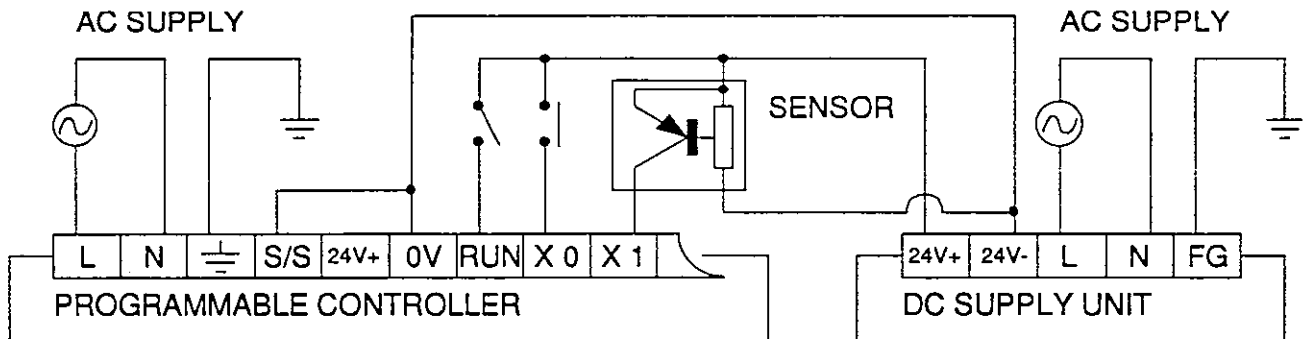 AC SUPPLY
AC SUPPLY
SENSOR
L N S/S 24V+ 0V RUN X 0 X 1
24V+ 24V- L N FG
PROGRAMMABLE CONTROLLER
DC SUPPLY UNIT